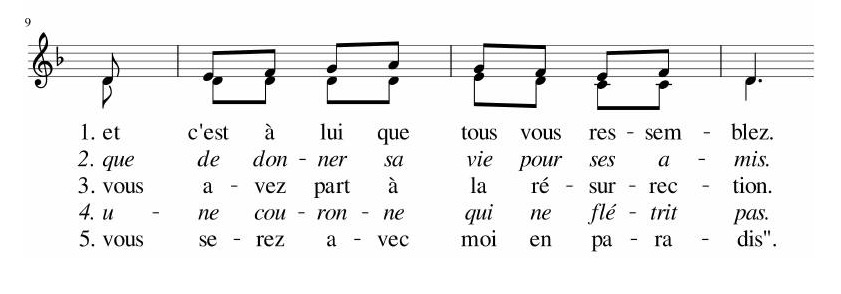 9
1. et c'est à lui que tous vous res - sem - blez.
2. que de don - ner sa vie pour ses a - mis.
3. vous a - vez part à la ré - sur - rec - tion.
4. u - ne cou - ron - ne qui ne flé - trit pas.
5. vous se - rez a - vec moi en pa - ra - dis".